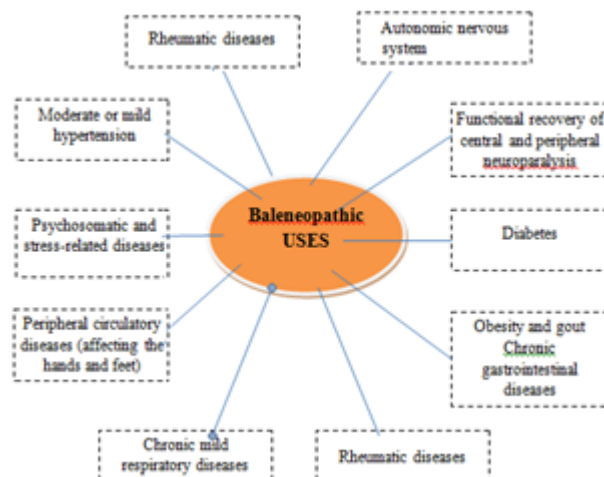 Rheumatic diseases
Autonomic nervous
system
Moderate or mild
hypertension
Functional recovery of
central and peripheral
neuroparalysis
Baleneopathic
USES
Psychosomatic and
stress-related diseases
Diabetes
Peripheral circulatory
diseases (affecting the
hands and feet)
Obesity and gout
Chronic
gastrointestinal
diseases
Chronic mild
respiratory diseases
Rheumatic diseases